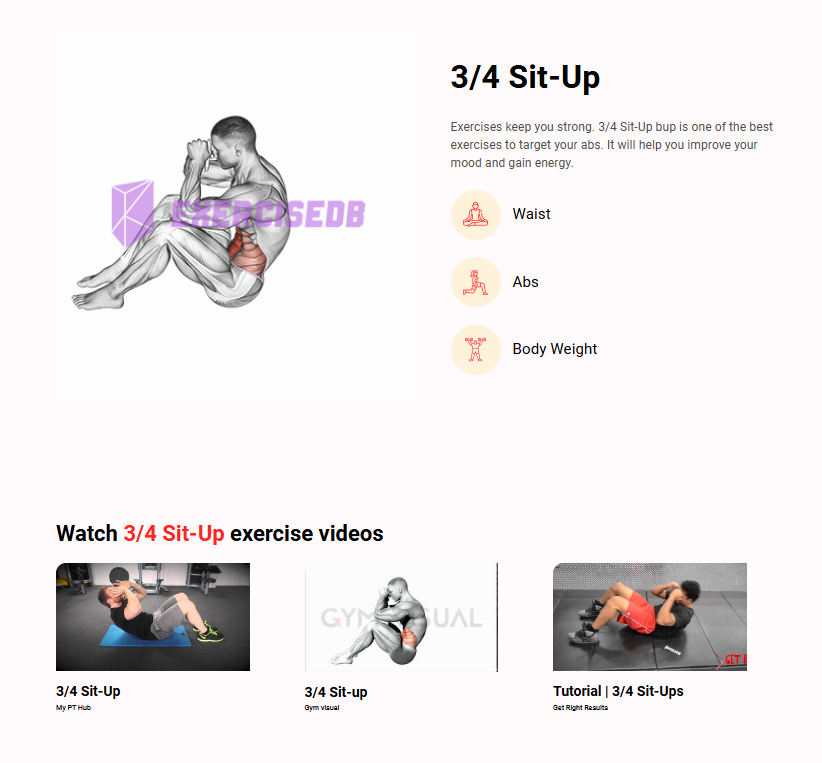 3/4 Sit-Up
Exercises keep you strong. 3/4 Sit-Up bup is one of the best
exercises to target your abs. It will help you improve your
mood and gain energy.
EXERCISEDB
Waist
Abs
Body Weight
Watch 3/4 Sit-Up exercise videos
GYM VISUAL
GET R
3/4 Sit-Up
My PT Hub
3/4 Sit-up
Gym visual
Tutorial | 3/4 Sit-Ups
Get Right Results